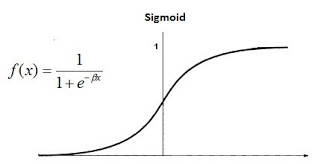 Sigmoid
1
f(x) = 1 / (1 + e^{-βx})